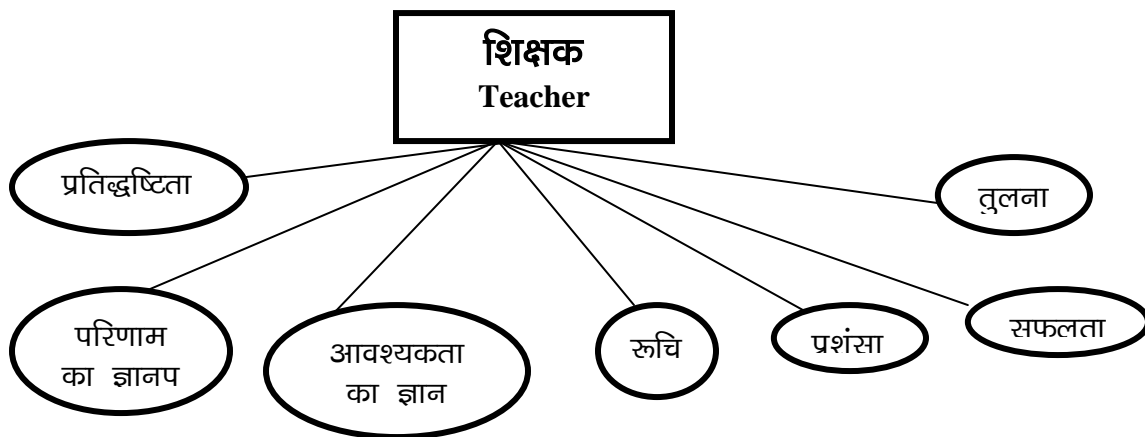 शिक्षक
Teacher
प्रतिद्धष्टिता
तुलना
परिणाम
का ज्ञानप
आवश्यकता
का ज्ञान
रूचि
प्रशंसा
सफलता